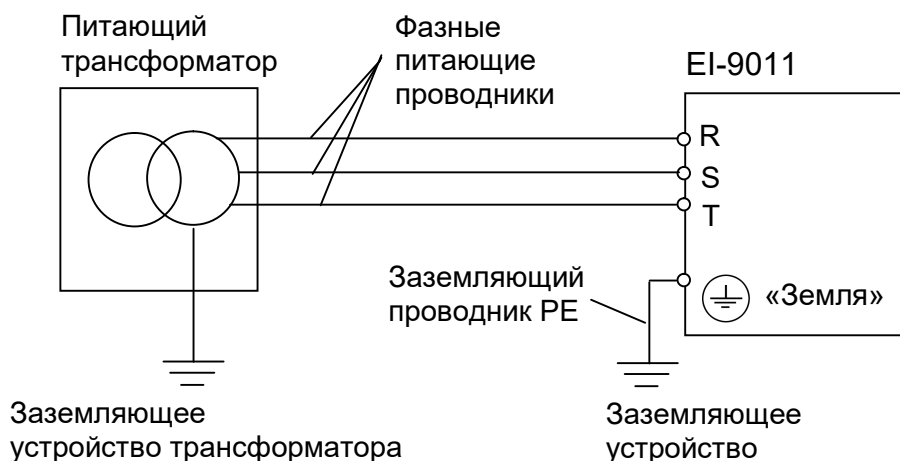 Питающий
трансформатор
Фазные
питающие
проводники
EI-9011
R
S
T
Заземляющий
проводник PE
«Земля»
Заземляющее
устройство трансформатора
Заземляющее
устройство